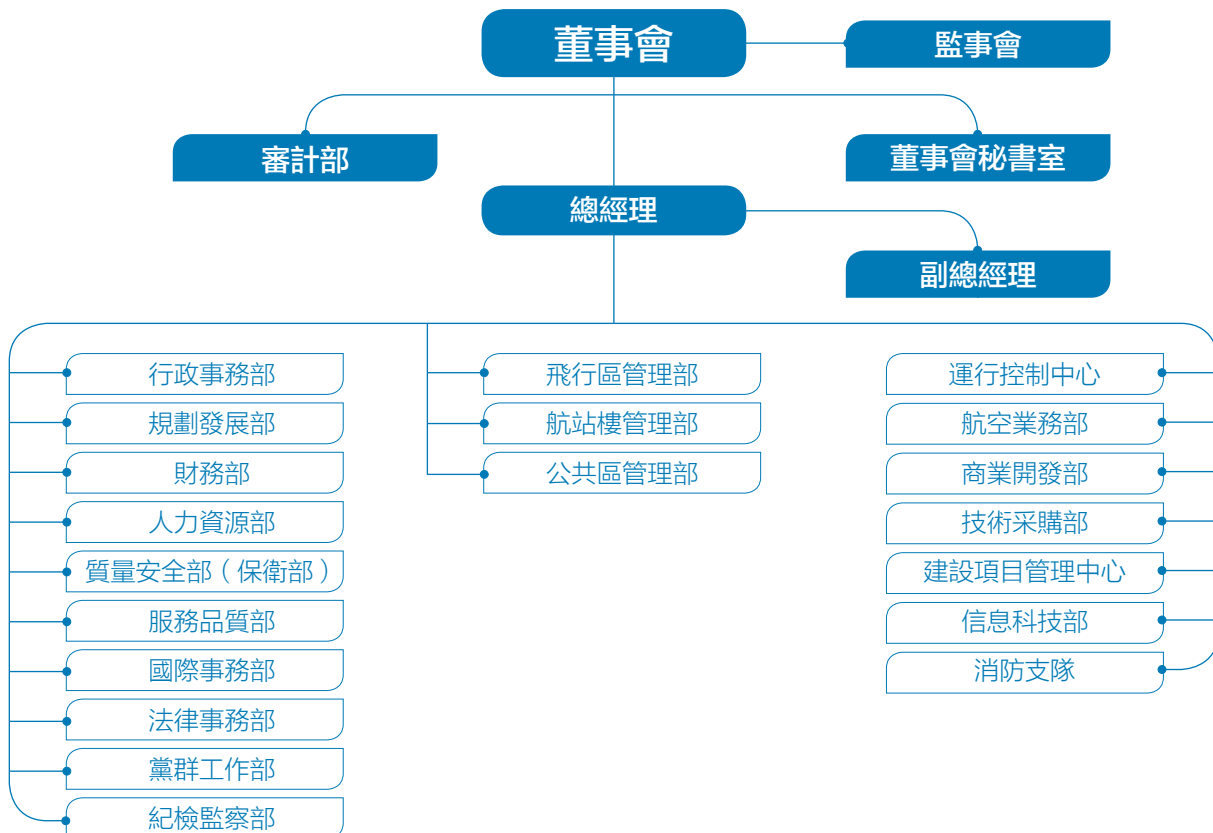 董事會
監事會
審計部
董事會秘書室
總經理
副總經理
行政事務部
規劃發展部
財務部
人力資源部
質量安全部（保衛部）
服務品質部
國際事務部
法律事務部
黨群工作部
紀檢監察部
飛行區管理部
航站樓管理部
公共區管理部
運行控制中心
航空業務部
商業開發部
技術采購部
建設項目管理中心
信息科技部
消防支隊